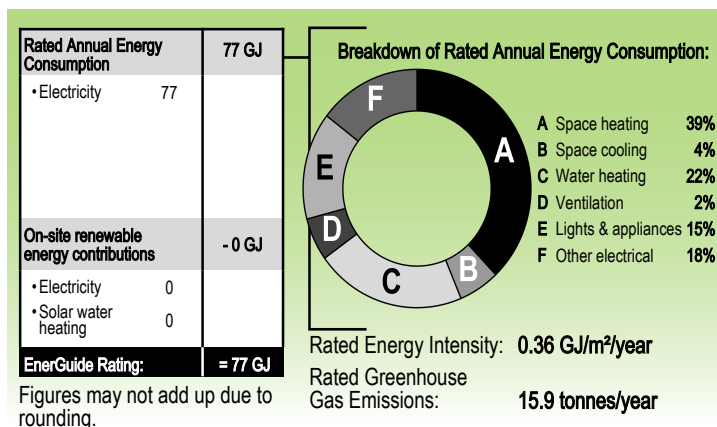 Rated Annual Energy
Consumption
77 GJ
• Electricity 77
On-site renewable
energy contributions
- 0 GJ
• Electricity 0
• Solar water
heating 0
EnerGuide Rating: = 77 GJ
Figures may not add up due to
rounding.
Breakdown of Rated Annual Energy Consumption:
A
B
C
D
E
F
A Space heating 39%
B Space cooling 4%
C Water heating 22%
D Ventilation 2%
E Lights & appliances 15%
F Other electrical 18%
Rated Energy Intensity: 0.36 GJ/m²/year
Rated Greenhouse
Gas Emissions: 15.9 tonnes/year